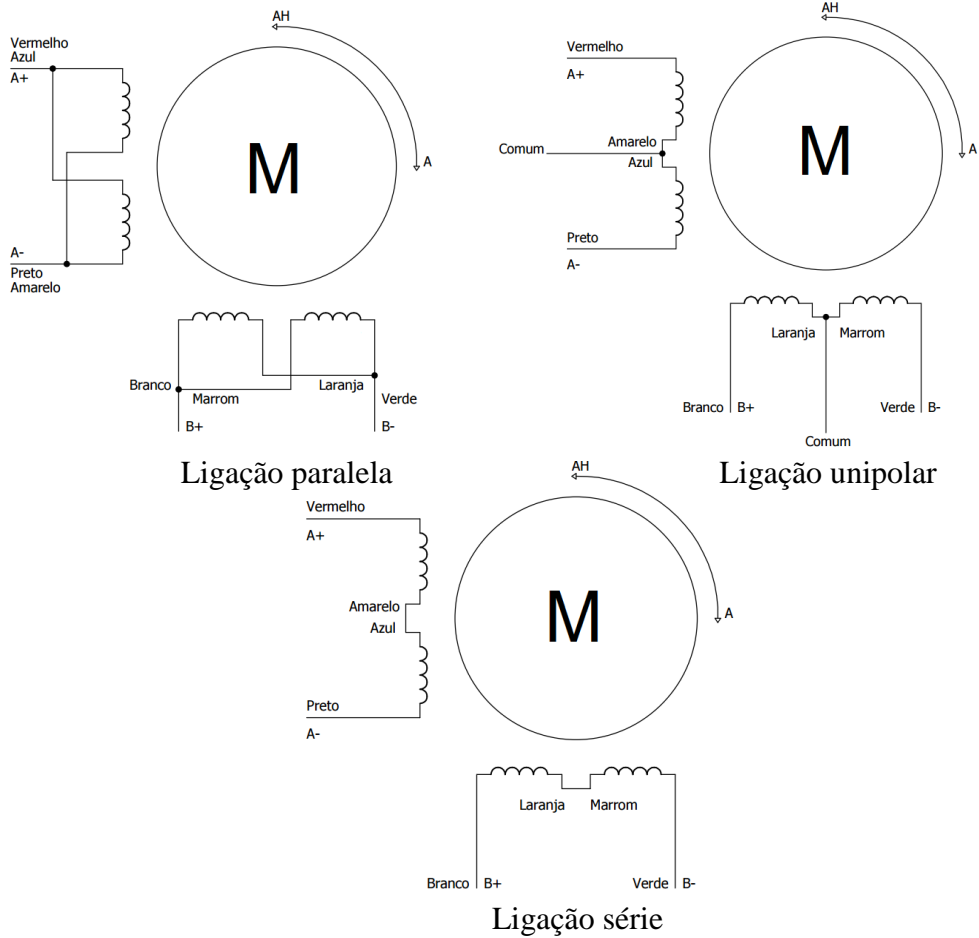 AH
Vermelho
Azul
A+
M
A
A-
Preto
Amarelo
Branco
Marrom
Laranja
Verde
B+
B-
Ligação paralela
AH
Vermelho
A+
Comum
Amarelo
Azul
M
A
Preto
A-
Laranja
Marrom
Branco
B+
Verde
B-
Comum
Ligação unipolar
AH
Vermelho
A+
Amarelo
Azul
M
A
Preto
A-
Laranja
Marrom
Branco
B+
Verde
B-
Ligação série